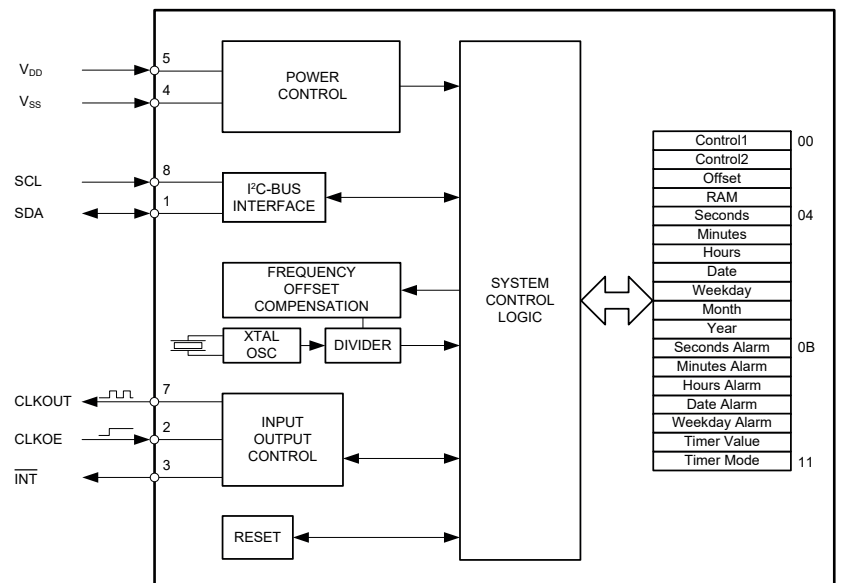 V_DD
5
V_SS
4
POWER
CONTROL
SCL
8
SDA
1
I²C-BUS
INTERFACE
FREQUENCY
OFFSET
COMPENSATION
XTAL
OSC
DIVIDER
CLKOUT
7
CLKOE
2
INT
3
INPUT
OUTPUT
CONTROL
RESET
SYSTEM
CONTROL
LOGIC
Control1 00
Control2
Offset
RAM
Seconds 04
Minutes
Hours
Date
Weekday
Month
Year
Seconds Alarm 0B
Minutes Alarm
Hours Alarm
Date Alarm
Weekday Alarm
Timer Value
Timer Mode 11